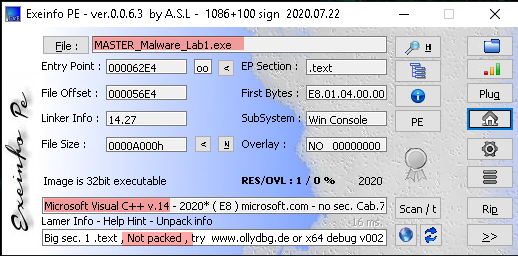 Exeinfo PE - ver.0.0.6.3 by A.S.L - 1086+100 sign 2020.07.22
File : MASTER_Malware_Lab1.exe H
Entry Point : 000062E4 oo < EP Section : .text
File Offset : 000056E4 First Bytes : E8.01.04.00.00 Plug
Linker Info : 14.27 SubSystem : Win Console PE
File Size : 0000A000h < N Overlay : NO 00000000
Image is 32bit executable RES/OVL : 1 / 0 % 2020
Exeinfo Pe
Microsoft Visual C++ v.14 - 2020* ( E8 ) microsoft.com - no sec. Cab.7 Scan / t Rip
Lamer Info - Help Hint - Unpack info 16 ms.
Big sec. 1 .text , Not packed , try www.ollydbg.de or x64 debug v002 >>